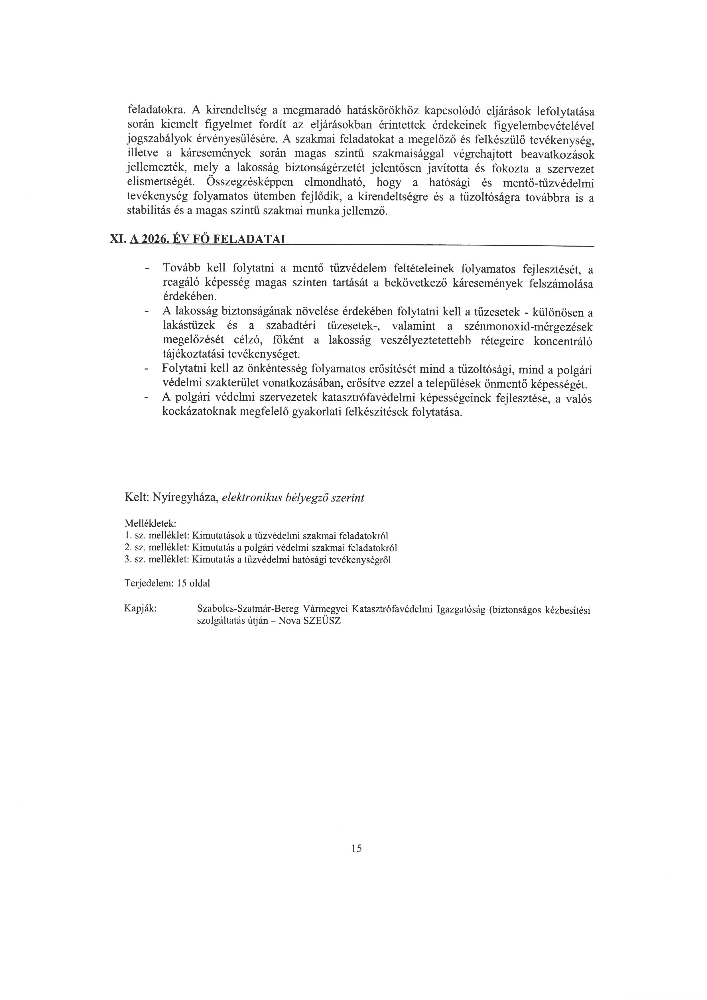 feladatokra. A kirendeltség a megmaradó hatáskörökhöz kapcsolódó eljárások lefolytatása
során kiemelt figyelmet fordít az eljárásokban érintettek érdekeinek figyelembevételével
jogszabályok érvényesülésére. A szakmai feladatokat a megelőző és felkészülő tevékenység,
illetve a káresemények során magas szintű szakmaisággal végrehajtott beavatkozások
jellemezték, mely a lakosság biztonságérzetét jelentősen javította és fokozta a szervezet
elismertségét. Összegzésképpen elmondható, hogy a hatósági és mentő-tűzvédelmi
tevékenység folyamatos ütemben fejlődik, a kirendeltségre és a tűzoltóságra továbbra is a
stabilitás és a magas szintű szakmai munka jellemző.
XI. A 2026. ÉV FŐ FELADATAI
- Tovább kell folytatni a mentő tűzvédelem feltételeinek folyamatos fejlesztését, a
reagáló képesség magas szinten tartását a bekövetkező káresemények felszámolása
érdekében.
- A lakosság biztonságának növelése érdekében folytatni kell a tűzesetek - különösen a
lakástüzek és a szabadtéri tűzesetek-, valamint a szénmonoxid-mérgezések
megelőzését célzó, főként a lakosság veszélyeztetettebb rétegeire koncentráló
tájékoztatási tevékenységet.
- Folytatni kell az önkéntesség folyamatos erősítését mind a tűzoltósági, mind a polgári
védelmi szakterület vonatkozásában, erősítve ezzel a települések önmentő képességét.
- A polgári védelmi szervezetek katasztrófavédelmi képességeinek fejlesztése, a valós
kockázatoknak megfelelő gyakorlati felkészítések folytatása.
Kelt: Nyíregyháza, elektronikus bélyegző szerint
Mellékletek:
1. sz. melléklet: Kimutatások a tűzvédelmi szakmai feladatokról
2. sz. melléklet: Kimutatás a polgári védelmi szakmai feladatokról
3. sz. melléklet: Kimutatás a tűzvédelmi hatósági tevékenységről
Terjedelem: 15 oldal
Kapják: Szabolcs-Szatmár-Bereg Vármegyei Katasztrófavédelmi Igazgatóság (biztonságos kézbesítési
szolgáltatás útján – Nova SZEÜSZ
15